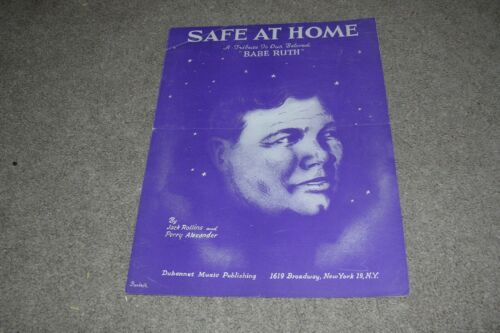 SAFE AT HOME
A Tribute To Our Beloved
"BABE RUTH"
By
Jack Rollins and
Perry Alexander
Dubonnet Music Publishing 1619 Broadway, New York 19, N.Y.